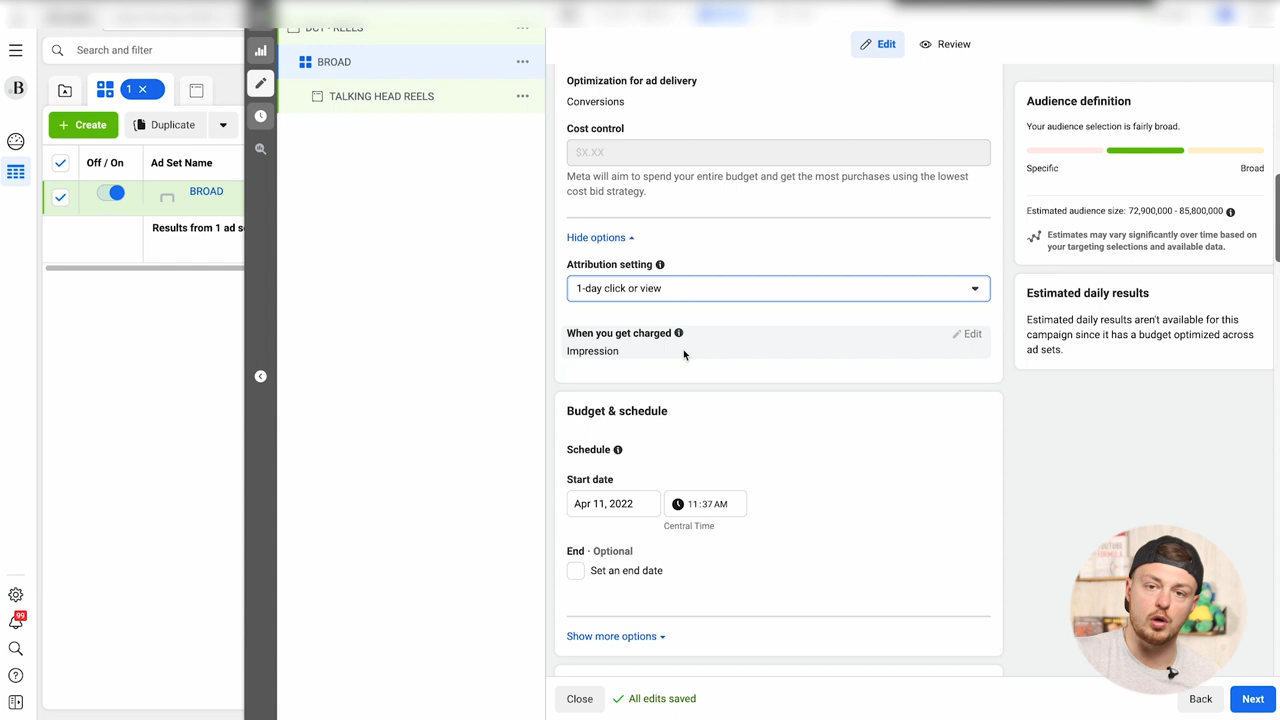 DCT - REELS
Search and filter
BROAD
Edit
Review
1
TALKING HEAD REELS
Create
Duplicate
Off / On
Ad Set Name
BROAD
Results from 1 ad s
Optimization for ad delivery
Conversions
Cost control
$X.XX
Meta will aim to spend your entire budget and get the most purchases using the lowest
cost bid strategy.
Hide options
Attribution setting
1-day click or view
When you get charged
Edit
Impression
Budget & schedule
Schedule
Start date
Apr 11, 2022
11:37 AM
Central Time
End · Optional
Set an end date
Show more options
Close
All edits saved
Back
Next
Audience definition
Your audience selection is fairly broad.
Specific
Broad
Estimated audience size: 72,900,000 - 85,800,000
Estimates may vary significantly over time based on
your targeting selections and available data.
Estimated daily results
Estimated daily results aren't available for this
campaign since it has a budget optimized across
ad sets.
B
99